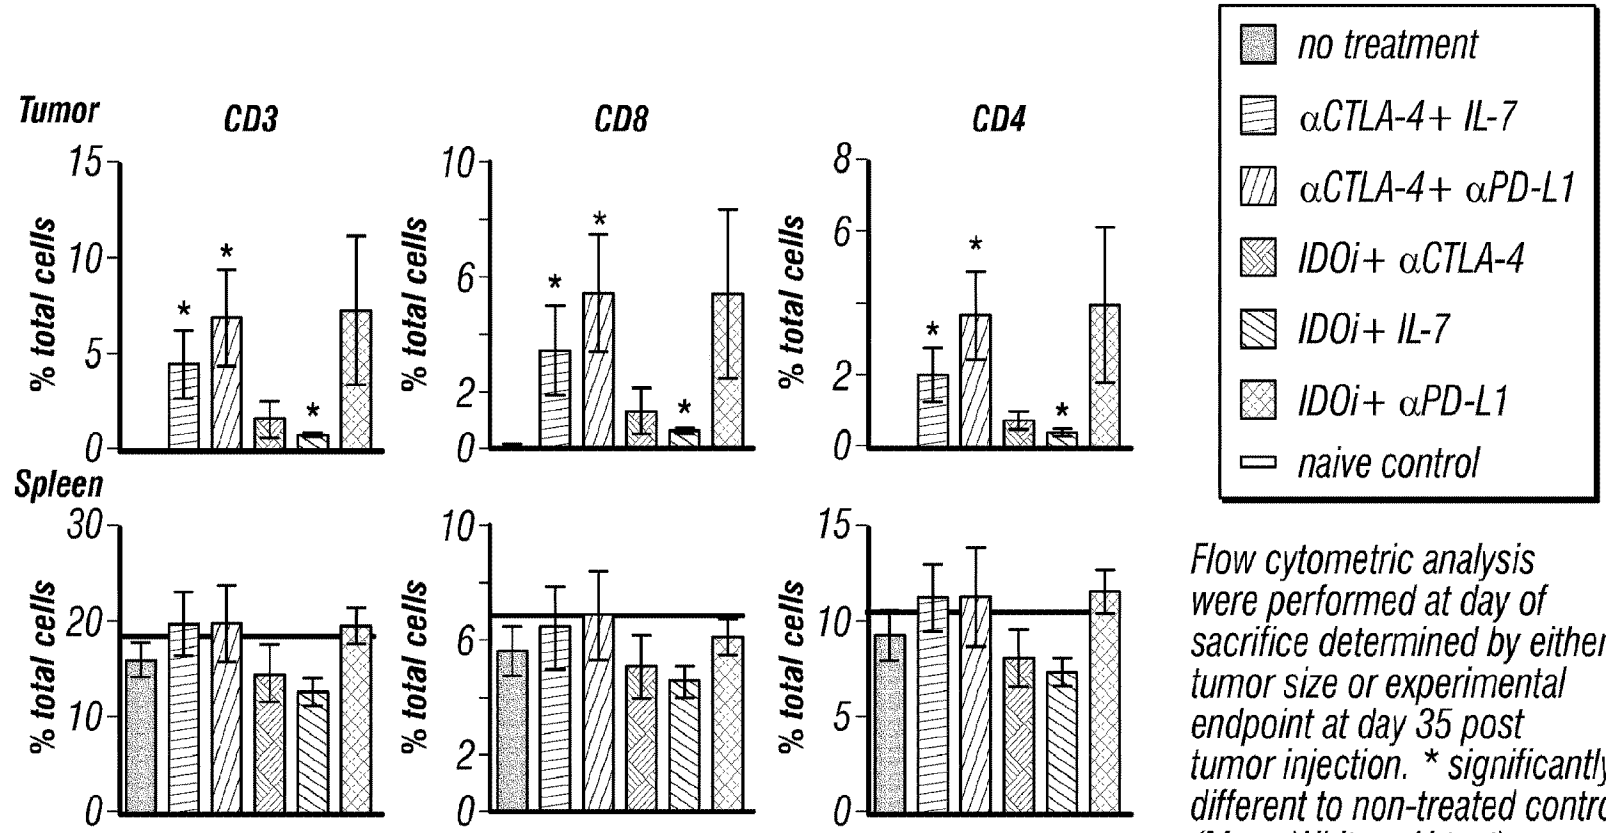 Tumor
CD3
CD8
CD4
15
10
5
0
% total cells
*
*
*
10
6
2
0
% total cells
*
*
*
8
6
2
0
% total cells
*
*
*
Spleen
30
20
10
0
% total cells
10
6
2
0
% total cells
15
10
5
0
% total cells
no treatment
αCTLA-4+ IL-7
αCTLA-4+ αPD-L1
IDOi+ αCTLA-4
IDOi+ IL-7
IDOi+ αPD-L1
naive control
Flow cytometric analysis
were performed at day of
sacrifice determined by either
tumor size or experimental
endpoint at day 35 post
tumor injection. * significantly
different to non-treated contro